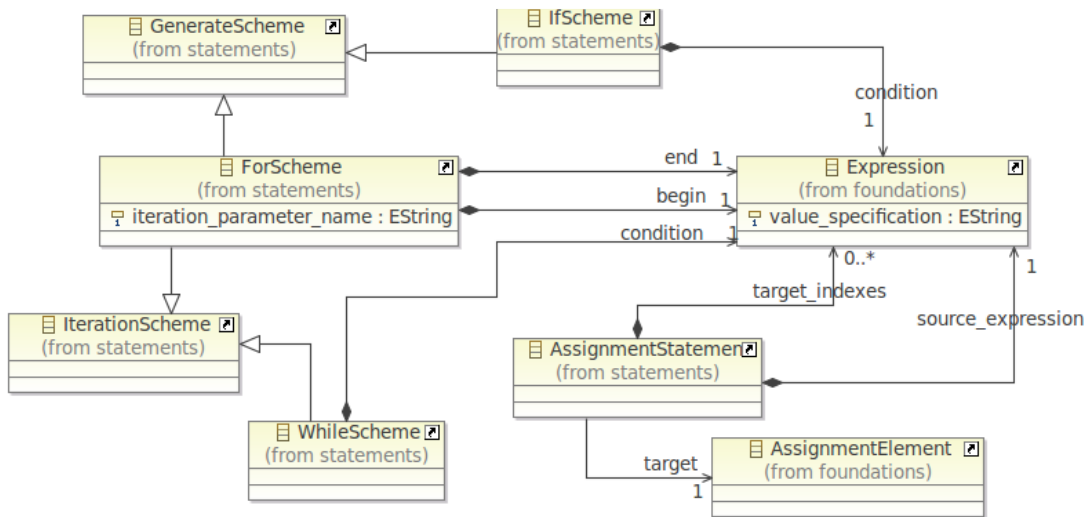 GenerateScheme
(from statements)
IfScheme
(from statements)
condition
1
ForScheme
(from statements)
iteration_parameter_name : EString
end 1
begin 1
condition 1
Expression
(from foundations)
value_specification : EString
0..*
1
target_indexes
source_expression
IterationScheme
(from statements)
AssignmentStatement
(from statements)
WhileScheme
(from statements)
target
1
AssignmentElement
(from foundations)